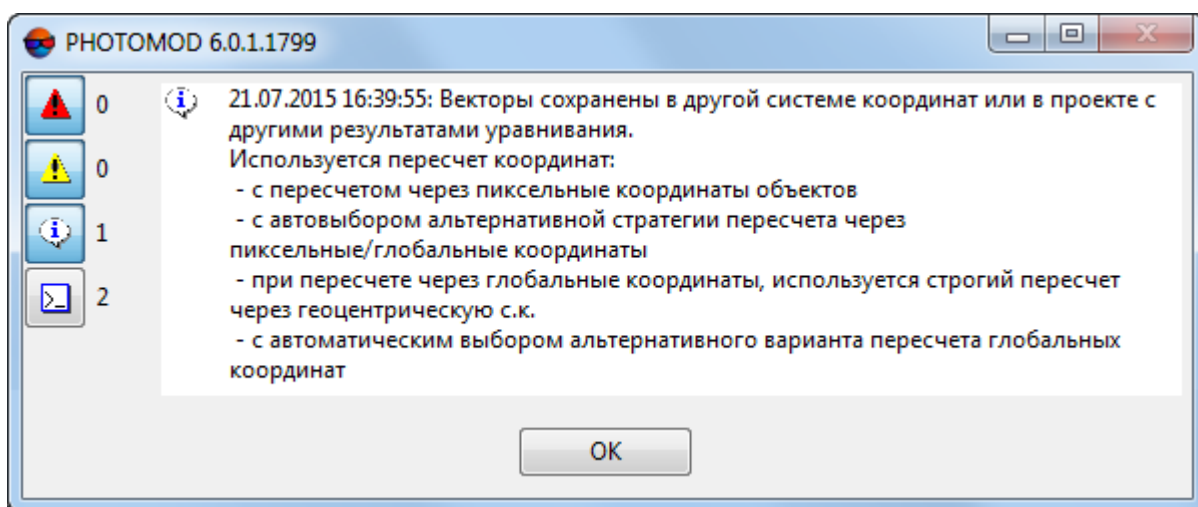 PHOTOMOD 6.0.1.1799
0
0
1
2
21.07.2015 16:39:55: Векторы сохранены в другой системе координат или в проекте с
другими результатами уравнивания.
Используется пересчет координат:
- с пересчетом через пиксельные координаты объектов
- с автовыбором альтернативной стратегии пересчета через
пиксельные/глобальные координаты
- при пересчете через глобальные координаты, используется строгий пересчет
через геоцентрическую с.к.
- с автоматическим выбором альтернативного варианта пересчета глобальных
координат
OK